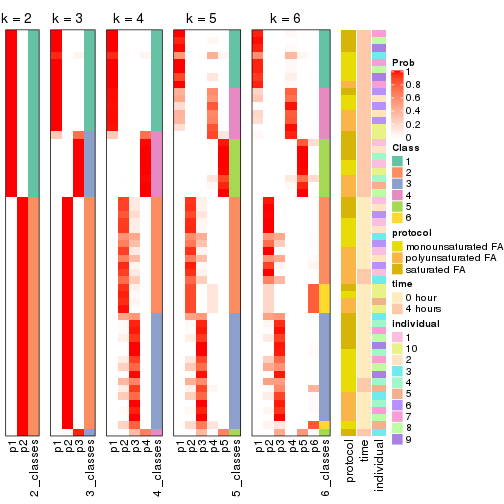 k = 2
k = 3
k = 4
k = 5
k = 6
p1
p2
2_classes
p1
p2
p3
3_classes
p1
p2
p3
p4
4_classes
p1
p2
p3
p4
p5
5_classes
p1
p2
p3
p4
p5
p6
6_classes
protocol
time
individual
Prob
1
0.8
0.6
0.4
0.2
0
Class
1
2
3
4
5
6
protocol
monounsaturated FA
polyunsaturated FA
saturated FA
time
0 hour
4 hours
individual
1
10
2
3
4
5
6
7
8
9